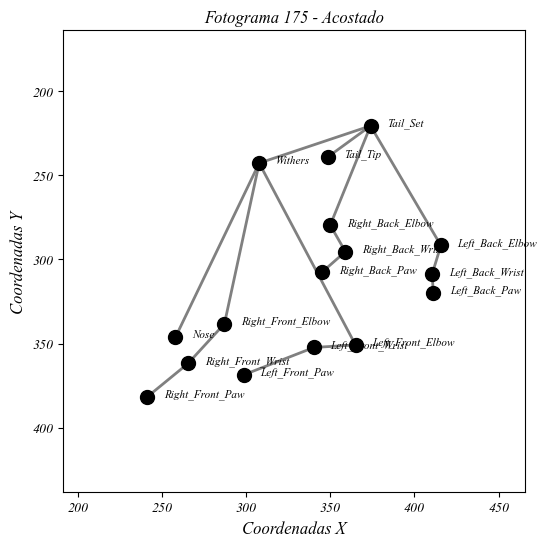 Fotograma 175 - Acostado
Tail_Set
200
Tail_Tip
Withers
250
Right_Back_Elbow
Left_Back_Elbow
Right_Back_Wrist
Right_Back_Paw
Left_Back_Wrist
300
Left_Back_Paw
Right_Front_Elbow
Nose
Left_Front_Wrist
Left_Front_Elbow
350
Right_Front_Wrist
Left_Front_Paw
Right_Front_Paw
400
Coordenadas Y
200 250 300 350 400 450
Coordenadas X